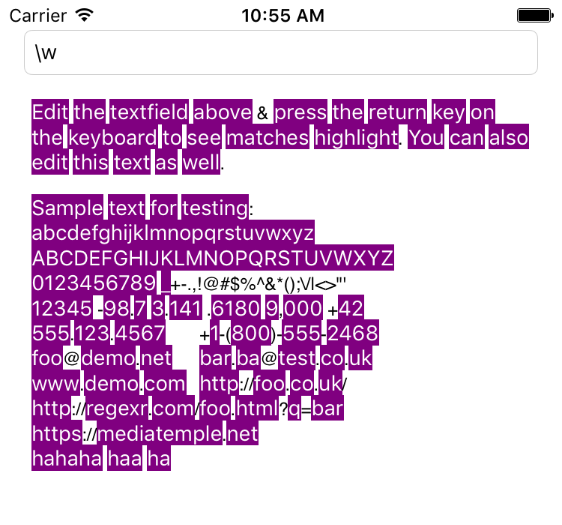 Carrier 10:55 AM
\w
Edit the textfield above & press the return key on
the keyboard to see matches highlight. You can also
edit this text as well.
Sample text for testing:
abcdefghijklmnopqrstuvwxyz
ABCDEFGHIJKLMNOPQRSTUVWXYZ
0123456789 _+-.,!@#$%^&*();\/|<>"'
12345 -98.7 3.141 .6180 9,000 +42
555.123.4567 +1-(800)-555-2468
foo@demo.net bar.ba@test.co.uk
www.demo.com http://foo.co.uk/
http://regexr.com/foo.html?q=bar
https://mediatemple.net
hahaha haa ha